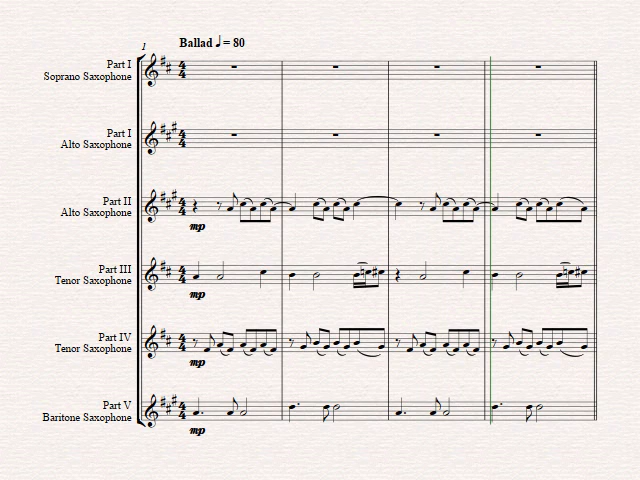 Ballad ♩ = 80
1
Part I
Soprano Saxophone
Part I
Alto Saxophone
Part II
Alto Saxophone
mp
Part III
Tenor Saxophone
mp
Part IV
Tenor Saxophone
mp
Part V
Baritone Saxophone
mp